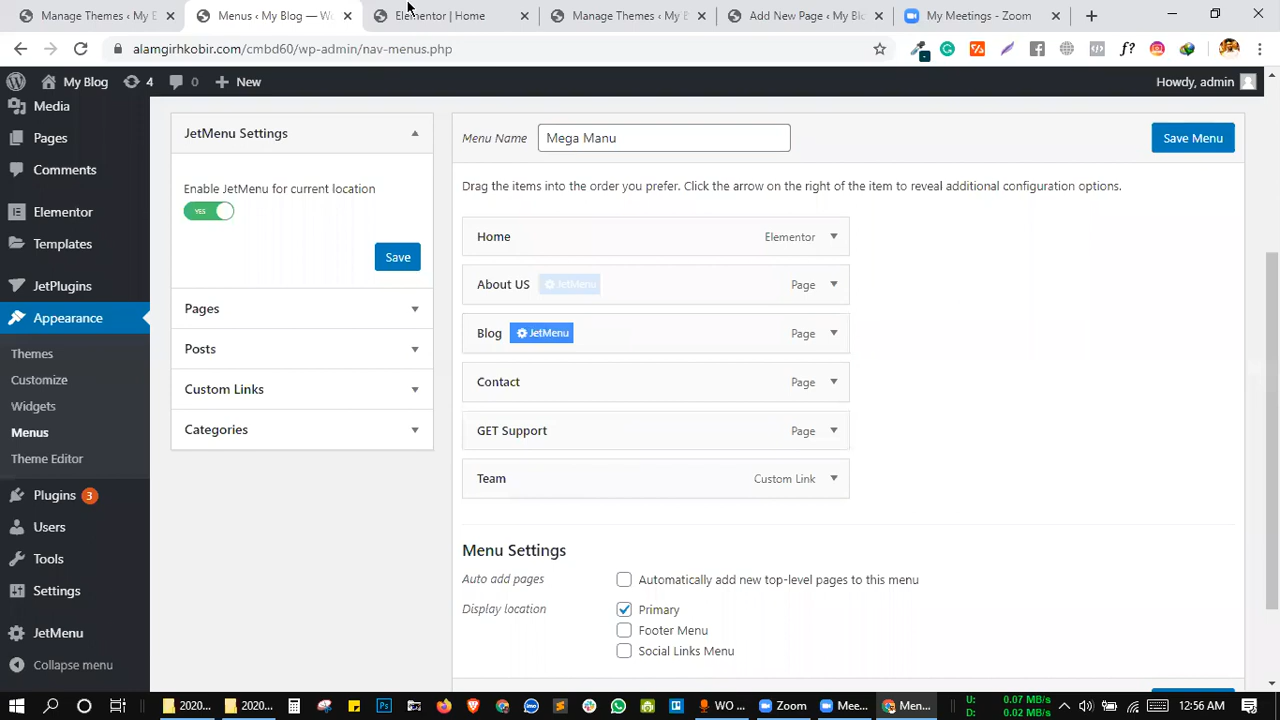 Manage Themes ‹ My E
Menus ‹ My Blog — W
Elementor | Home
Manage Themes ‹ My E
Add New Page ‹ My Bl
My Meetings - Zoom
alamgirhkobir.com/cmbd60/wp-admin/nav-menus.php
My Blog
4
0
New
Howdy, admin
Media
Pages
Comments
Elementor
Templates
JetPlugins
Appearance
Themes
Customize
Widgets
Menus
Theme Editor
Plugins 3
Users
Tools
Settings
JetMenu
Collapse menu
JetMenu Settings
Enable JetMenu for current location
YES
Save
Pages
Posts
Custom Links
Categories
Menu Name
Mega Manu
Save Menu
Drag the items into the order you prefer. Click the arrow on the right of the item to reveal additional configuration options.
Home Elementor
About US JetMenu Page
Blog JetMenu Page
Contact Page
GET Support Page
Team Custom Link
Menu Settings
Auto add pages
Automatically add new top-level pages to this menu
Display location
Primary
Footer Menu
Social Links Menu
2020...
2020...
WO ...
Zoom
Mee...
Men...
U: 0.07 MB/s
D: 0.02 MB/s
12:56 AM